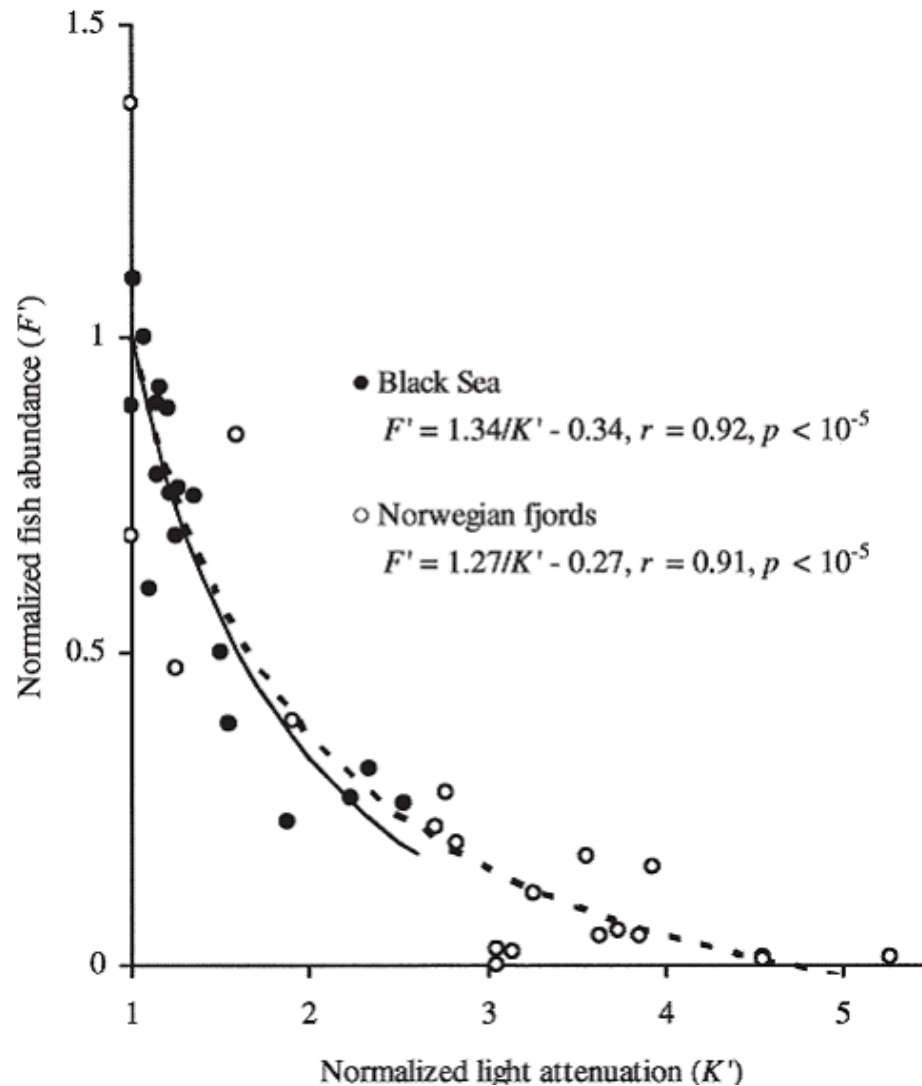 1.5
1
0.5
0
1 2 3 4 5
Normalized fish abundance (F')
Normalized light attenuation (K')
Black Sea
F' = 1.34/K' - 0.34, r = 0.92, p < 10⁻⁵
Norwegian fjords
F' = 1.27/K' - 0.27, r = 0.91, p < 10⁻⁵